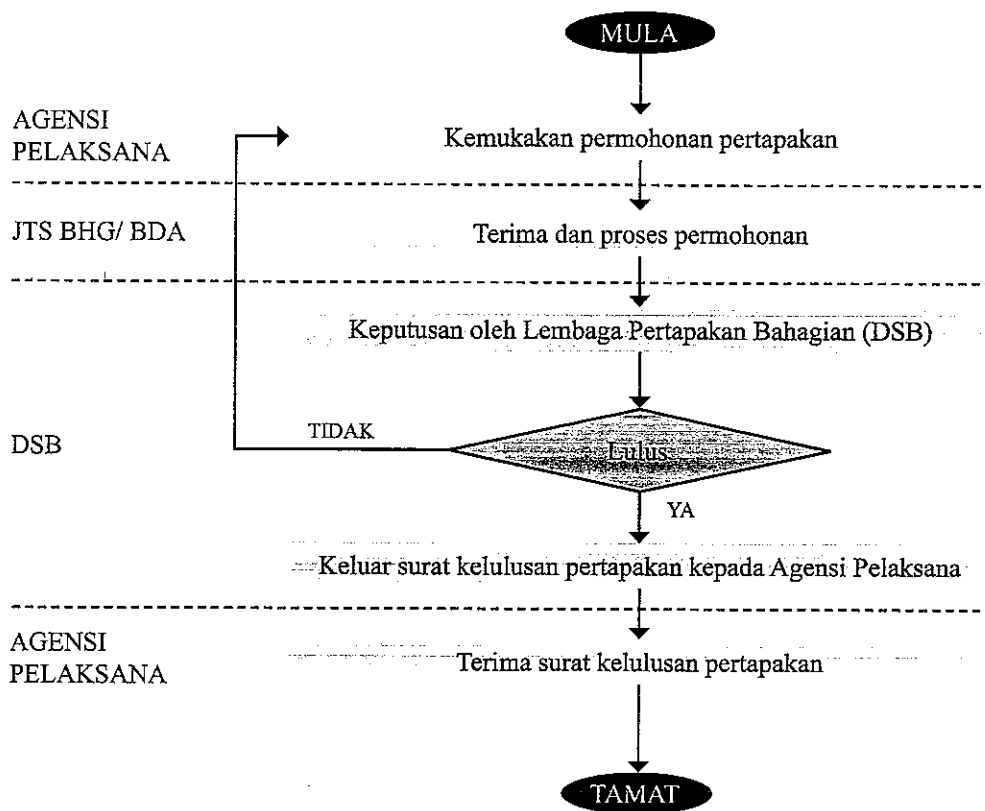 MULA
AGENSI
PELAKSANA
Kemukakan permohonan pertapakan
JTS BHG/ BDA
Terima dan proses permohonan
Keputusan oleh Lembaga Pertapakan Bahagian (DSB)
DSB
TIDAK
Lulus
YA
Keluar surat kelulusan pertapakan kepada Agensi Pelaksana
AGENSI
PELAKSANA
Terima surat kelulusan pertapakan
TAMAT